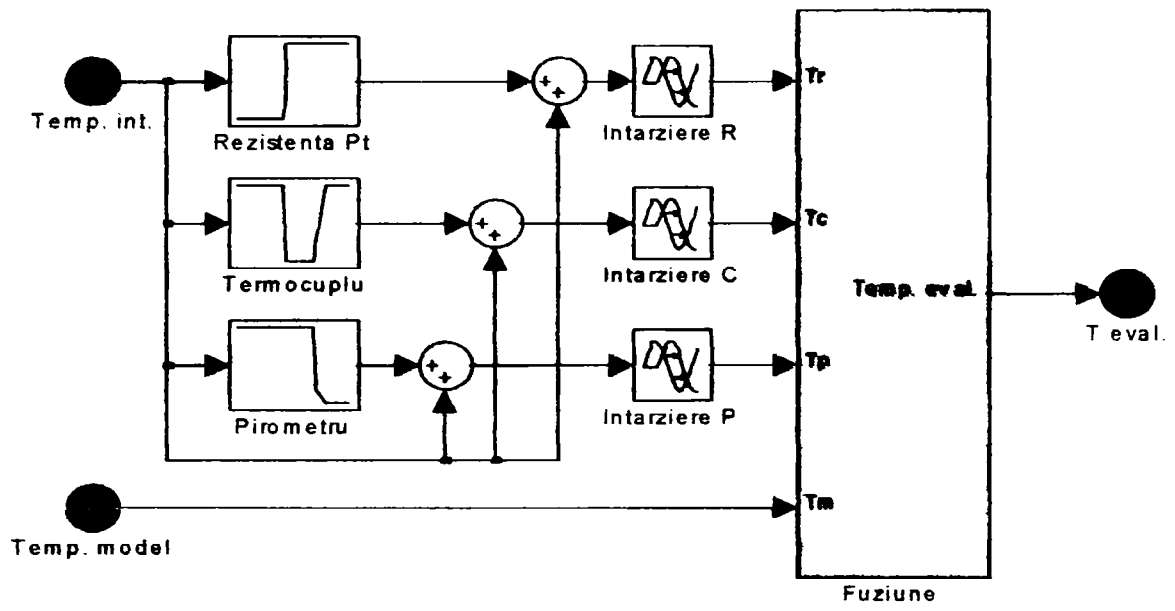 Temp. int.
Rezistenta Pt
+
+
Intarziere R
Tr
Termocuplu
+
+
Intarziere C
Tc
Temp. eval.
T eval.
Pirometru
+
+
Intarziere P
Tp
Temp. model
Tm
Fuziune